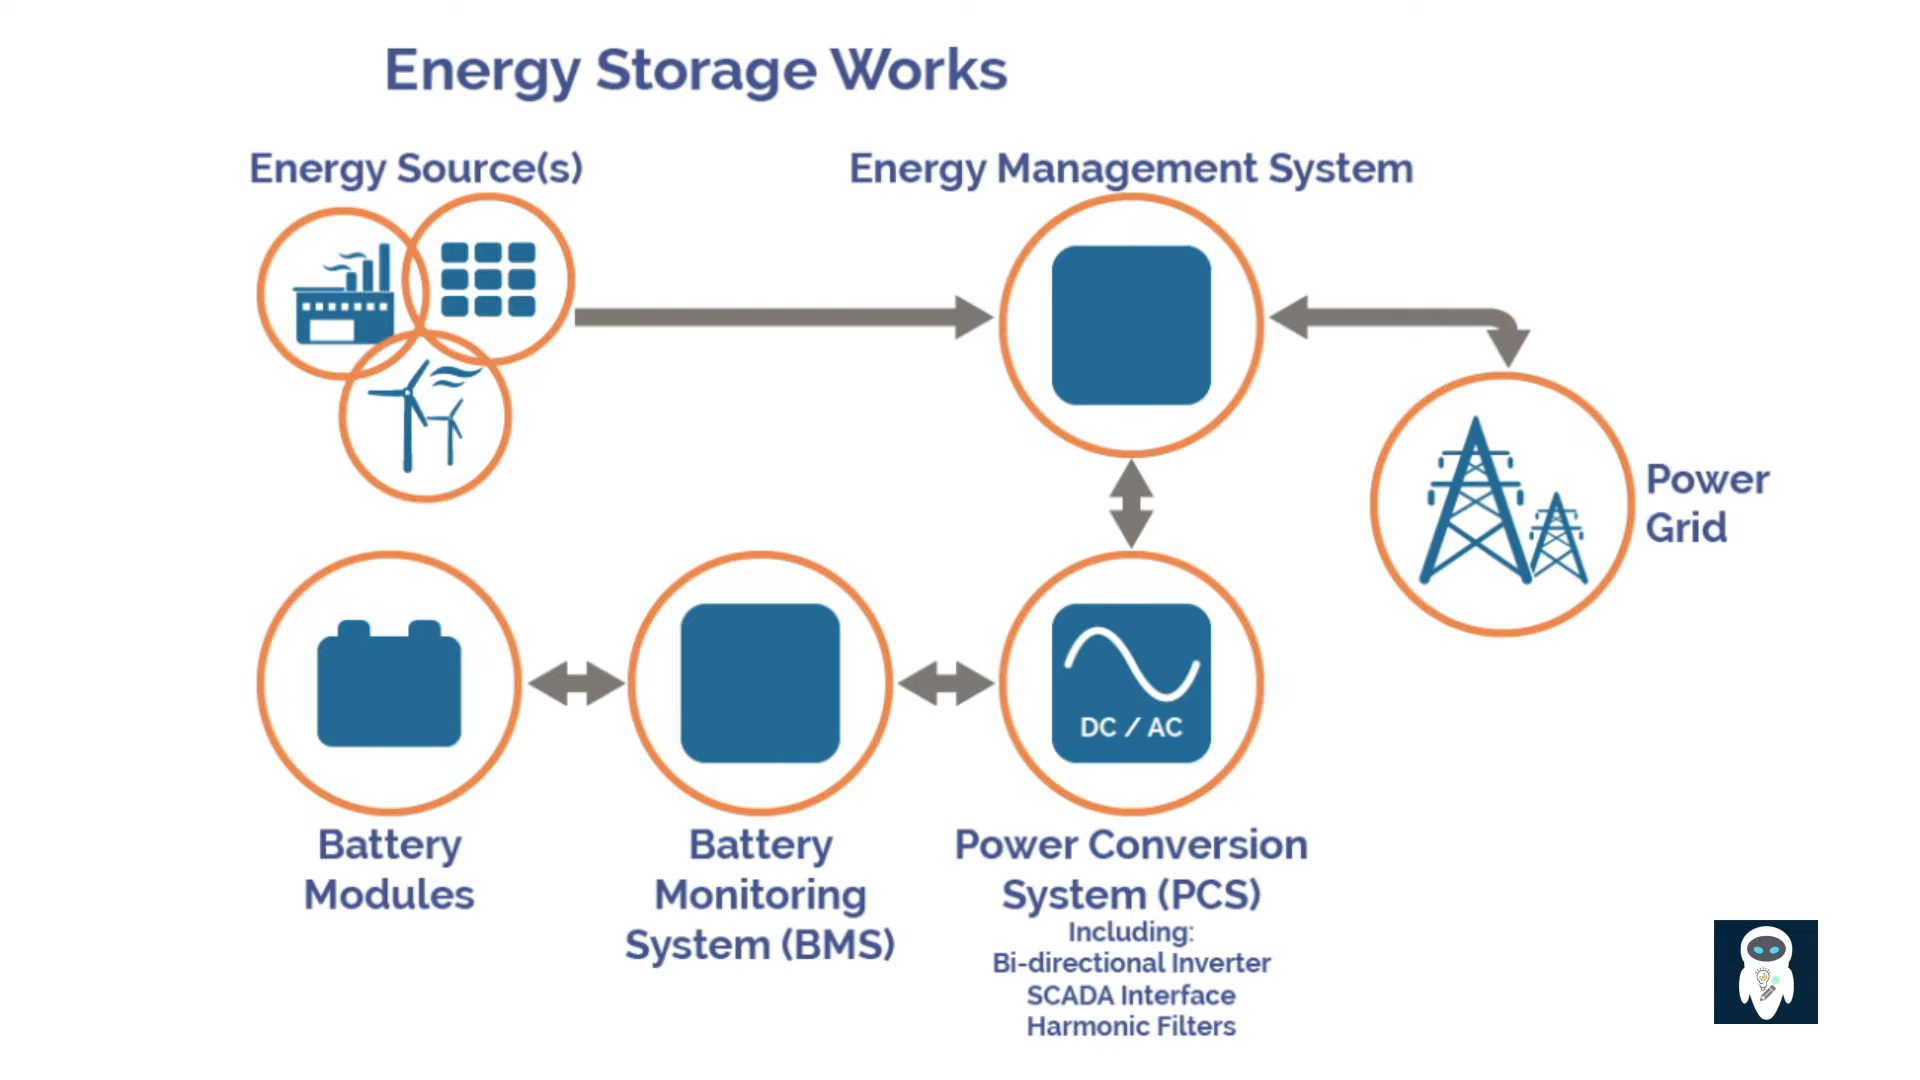 Energy Storage Works
Energy Source(s)
Energy Management System
Power
Grid
DC / AC
Battery
Modules
Battery
Monitoring
System (BMS)
Power Conversion
System (PCS)
Including:
Bi-directional Inverter
SCADA Interface
Harmonic Filters